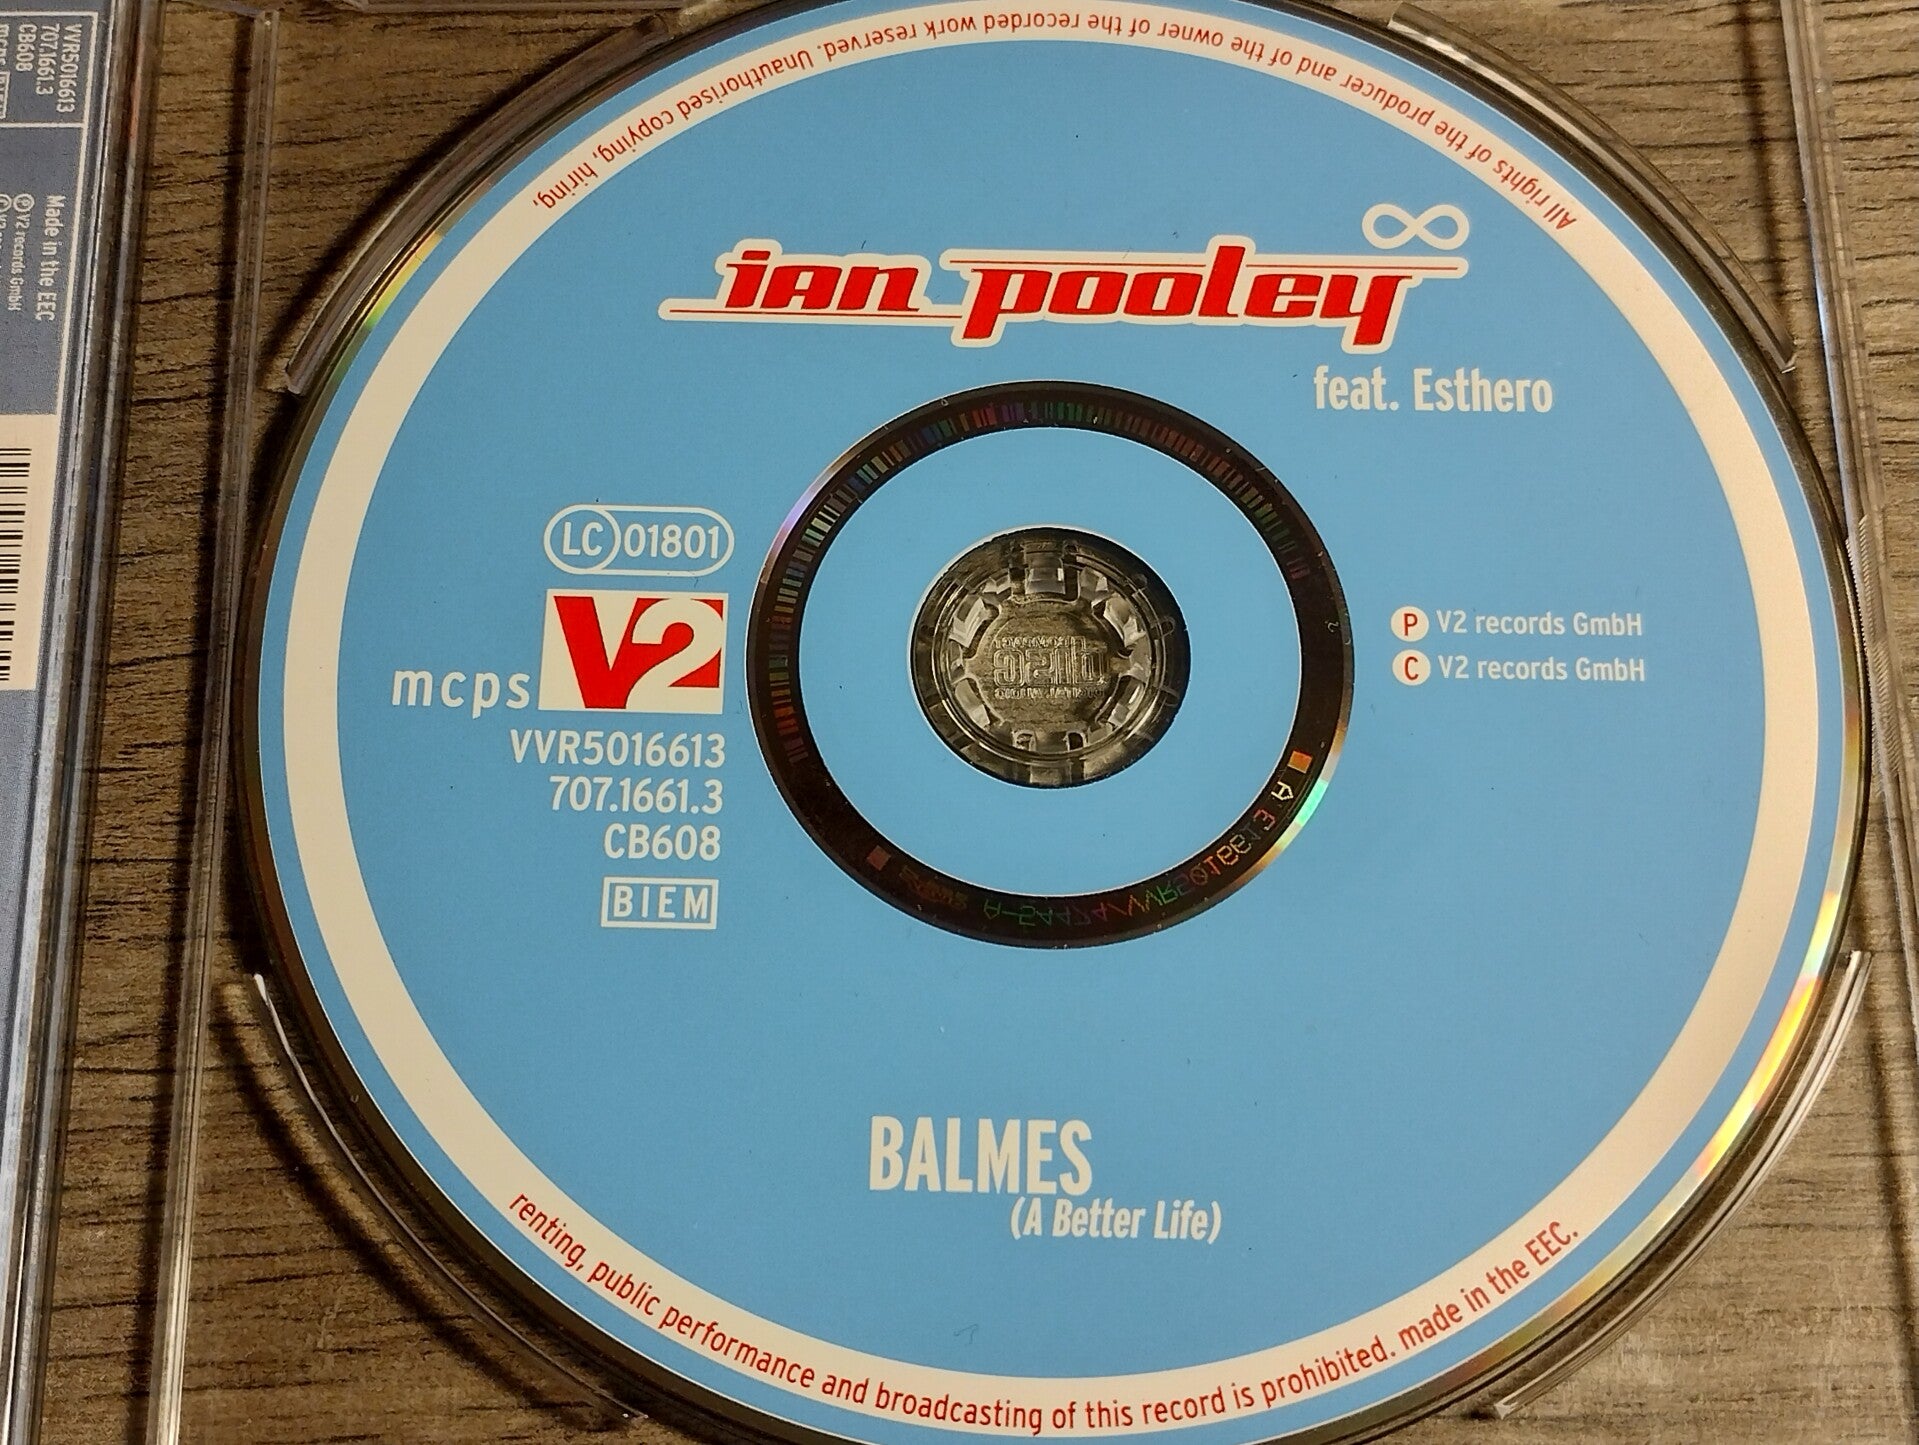 VVR5016613
707.1661.3
CB608
Made in the EEC
Ⓟ V2 records GmbH
All rights of the producer and of the owner of the recorded work reserved. Unauthorised copying, hiring,
ian pooley
feat. Esthero
LC 01801
V2
mcps
VVR5016613
707.1661.3
CB608
BIEM
P V2 records GmbH
C V2 records GmbH
BALMES
(A Better Life)
renting, public performance and broadcasting of this record is prohibited. made in the EEC.